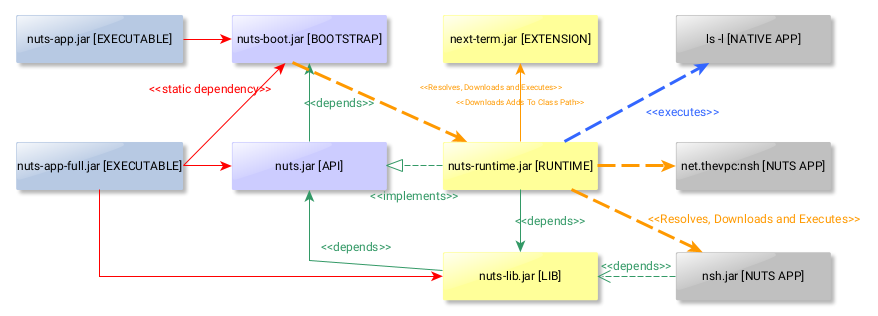 nuts-app.jar [EXECUTABLE]
nuts-boot.jar [BOOTSTRAP]
next-term.jar [EXTENSION]
ls -l [NATIVE APP]
<<static dependency>>
<<depends>>
<<Resolves, Downloads and Executes>>
<<Downloads Adds To Class Path>>
<<executes>>
nuts-app-full.jar [EXECUTABLE]
nuts.jar [API]
nuts-runtime.jar [RUNTIME]
net.thevpc:nsh [NUTS APP]
<<implements>>
<<depends>>
<<Resolves, Downloads and Executes>>
<<depends>>
<<depends>>
nuts-lib.jar [LIB]
nsh.jar [NUTS APP]